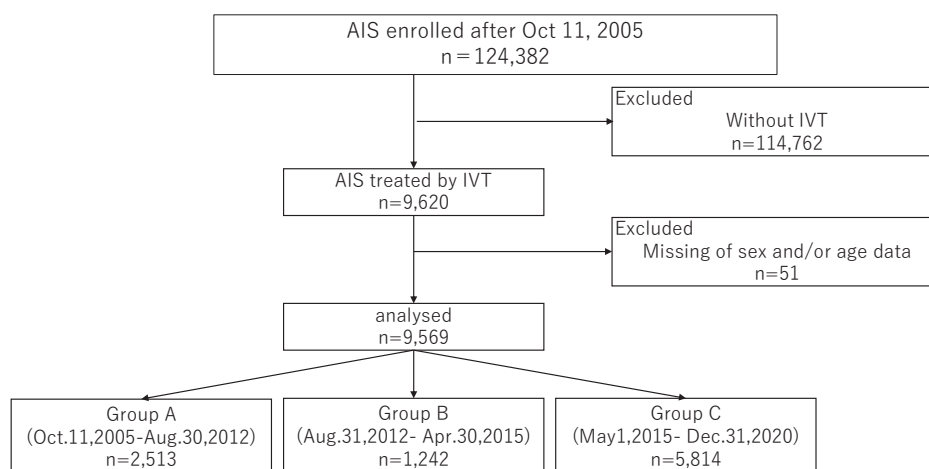 AIS enrolled after Oct 11, 2005
n＝124,382
Excluded
Without IVT
n=114,762
AIS treated by IVT
n=9,620
Excluded
Missing of sex and/or age data
n=51
analysed
n=9,569
Group A
(Oct.11,2005-Aug.30,2012)
n=2,513
Group B
(Aug.31,2012- Apr.30,2015)
n=1,242
Group C
(May1,2015- Dec.31,2020)
n=5,814